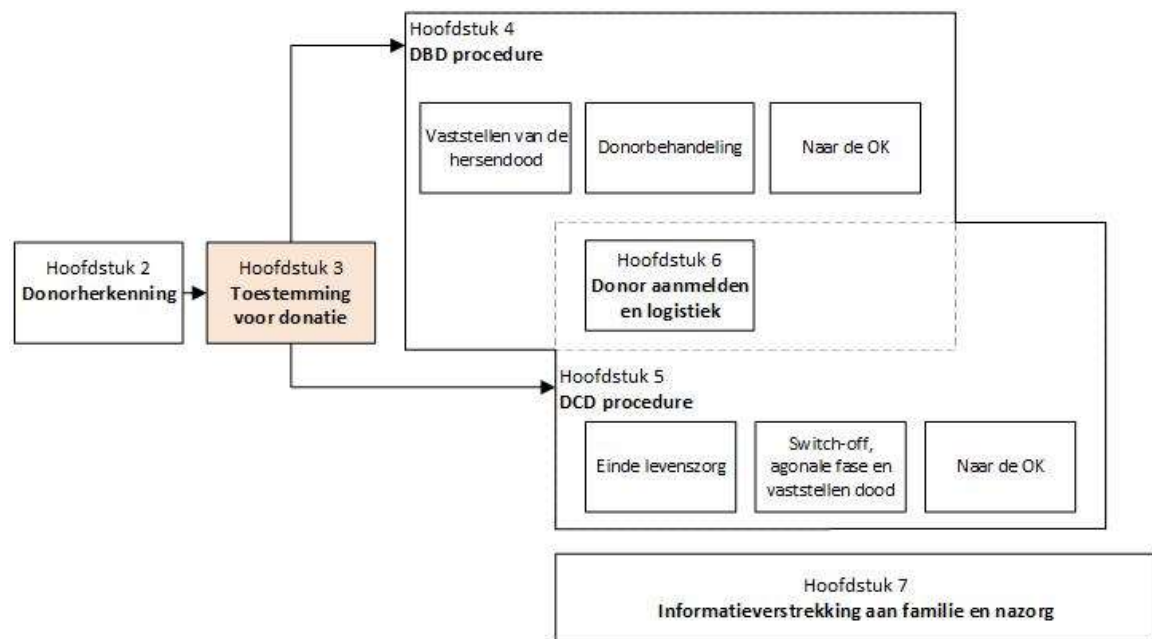 Hoofdstuk 4
DBD procedure
Vaststellen van de
hersendood
Donorbehandeling
Naar de OK
Hoofdstuk 2
Donorherkenning
Hoofdstuk 3
Toestemming
voor donatie
Hoofdstuk 6
Donor aanmelden
en logistiek
Hoofdstuk 5
DCD procedure
Einde levenszorg
Switch-off,
agonale fase en
vaststellen dood
Naar de OK
Hoofdstuk 7
Informatieverstrekking aan familie en nazorg